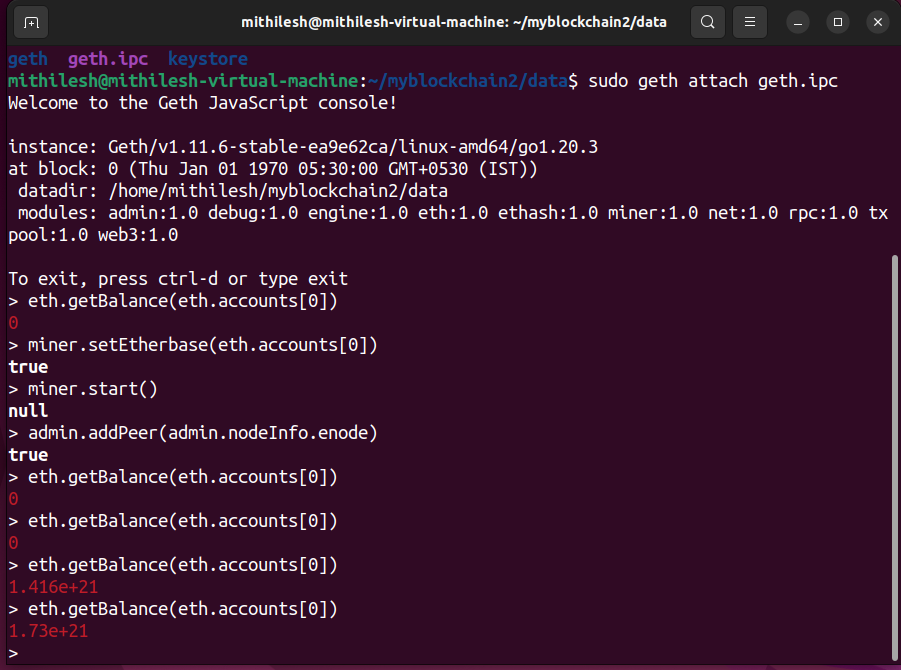 mithilesh@mithilesh-virtual-machine: ~/myblockchain2/data
geth  geth.ipc  keystore
mithilesh@mithilesh-virtual-machine:~/myblockchain2/data$ sudo geth attach geth.ipc
Welcome to the Geth JavaScript console!
instance: Geth/v1.11.6-stable-ea9e62ca/linux-amd64/go1.20.3
at block: 0 (Thu Jan 01 1970 05:30:00 GMT+0530 (IST))
 datadir: /home/mithilesh/myblockchain2/data
 modules: admin:1.0 debug:1.0 engine:1.0 eth:1.0 ethash:1.0 miner:1.0 net:1.0 rpc:1.0 tx
pool:1.0 web3:1.0
To exit, press ctrl-d or type exit
> eth.getBalance(eth.accounts[0])
0
> miner.setEtherbase(eth.accounts[0])
true
> miner.start()
null
> admin.addPeer(admin.nodeInfo.enode)
true
> eth.getBalance(eth.accounts[0])
0
> eth.getBalance(eth.accounts[0])
0
> eth.getBalance(eth.accounts[0])
1.416e+21
> eth.getBalance(eth.accounts[0])
1.73e+21
>